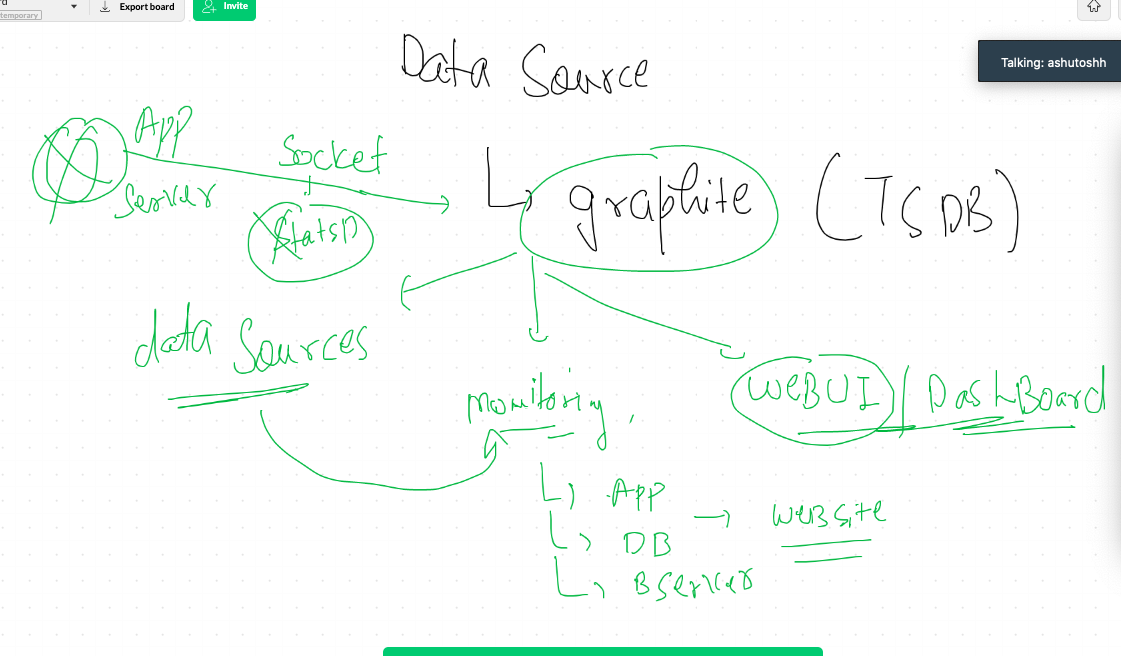 rd
temporary
Export board
Invite
Talking: ashutoshh
Data Source
App
Server
Socket
StatsD
graphite (TSDB)
data Sources
monitoring
WEBUI / DashBoard
App
DB
WEBSite
BServer